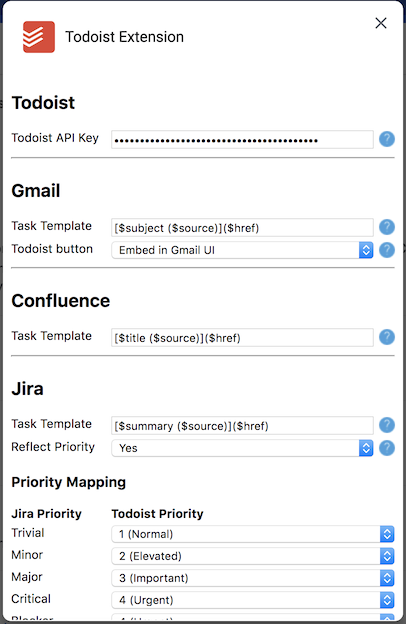 Todoist Extension
Todoist
Todoist API Key ••••••••••••••••••••••••••••••••••••••••
Gmail
Task Template [$subject ($source)]($href)
Todoist button Embed in Gmail UI
Confluence
Task Template [$title ($source)]($href)
Jira
Task Template [$summary ($source)]($href)
Reflect Priority Yes
Priority Mapping
Jira Priority Todoist Priority
Trivial 1 (Normal)
Minor 2 (Elevated)
Major 3 (Important)
Critical 4 (Urgent)
Blocker 4 (Urgent)